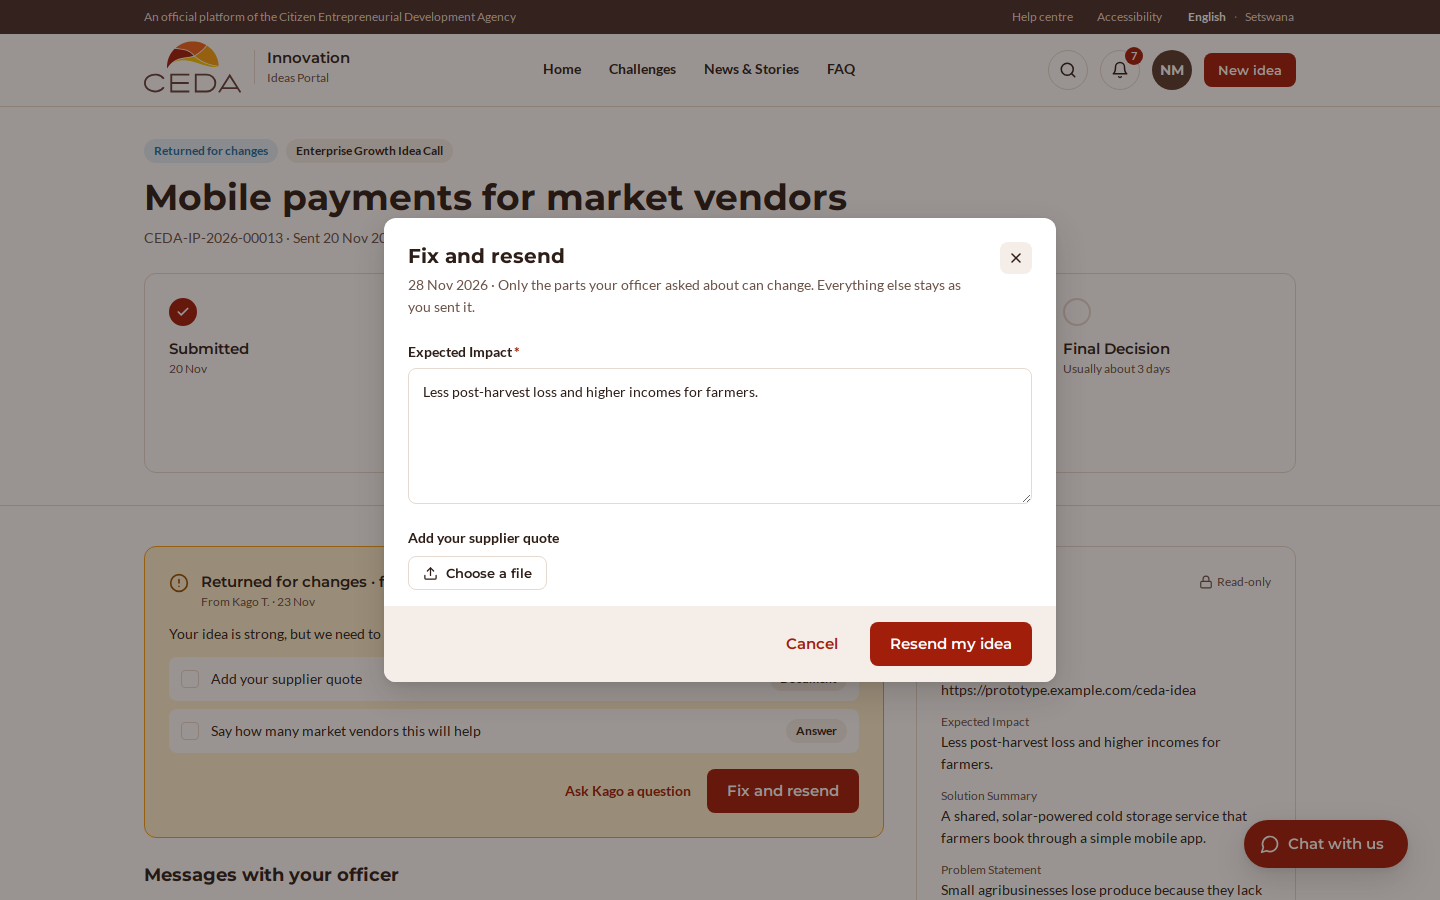 An official platform of the Citizen Entrepreneurial Development Agency
Help centre
Accessibility
English · Setswana
CEDA
Innovation
Ideas Portal
Home
Challenges
News & Stories
FAQ
7
NM
New idea
Returned for changes
Enterprise Growth Idea Call
Mobile payments for market vendors
CEDA-IP-2026-00013 · Sent 20 Nov 20
Submitted
20 Nov
Final Decision
Usually about 3 days
Fix and resend
28 Nov 2026 · Only the parts your officer asked about can change. Everything else stays as
you sent it.
Expected Impact*
Less post-harvest loss and higher incomes for farmers.
Add your supplier quote
Choose a file
Cancel
Resend my idea
Returned for changes · f
From Kago T. · 23 Nov
Your idea is strong, but we need to
Add your supplier quote
Say how many market vendors this will help
Answer
Ask Kago a question
Fix and resend
Messages with your officer
Read-only
https://prototype.example.com/ceda-idea
Expected Impact
Less post-harvest loss and higher incomes for
farmers.
Solution Summary
A shared, solar-powered cold storage service that
farmers book through a simple mobile app.
Problem Statement
Small agribusinesses lose produce because they lack
Chat with us